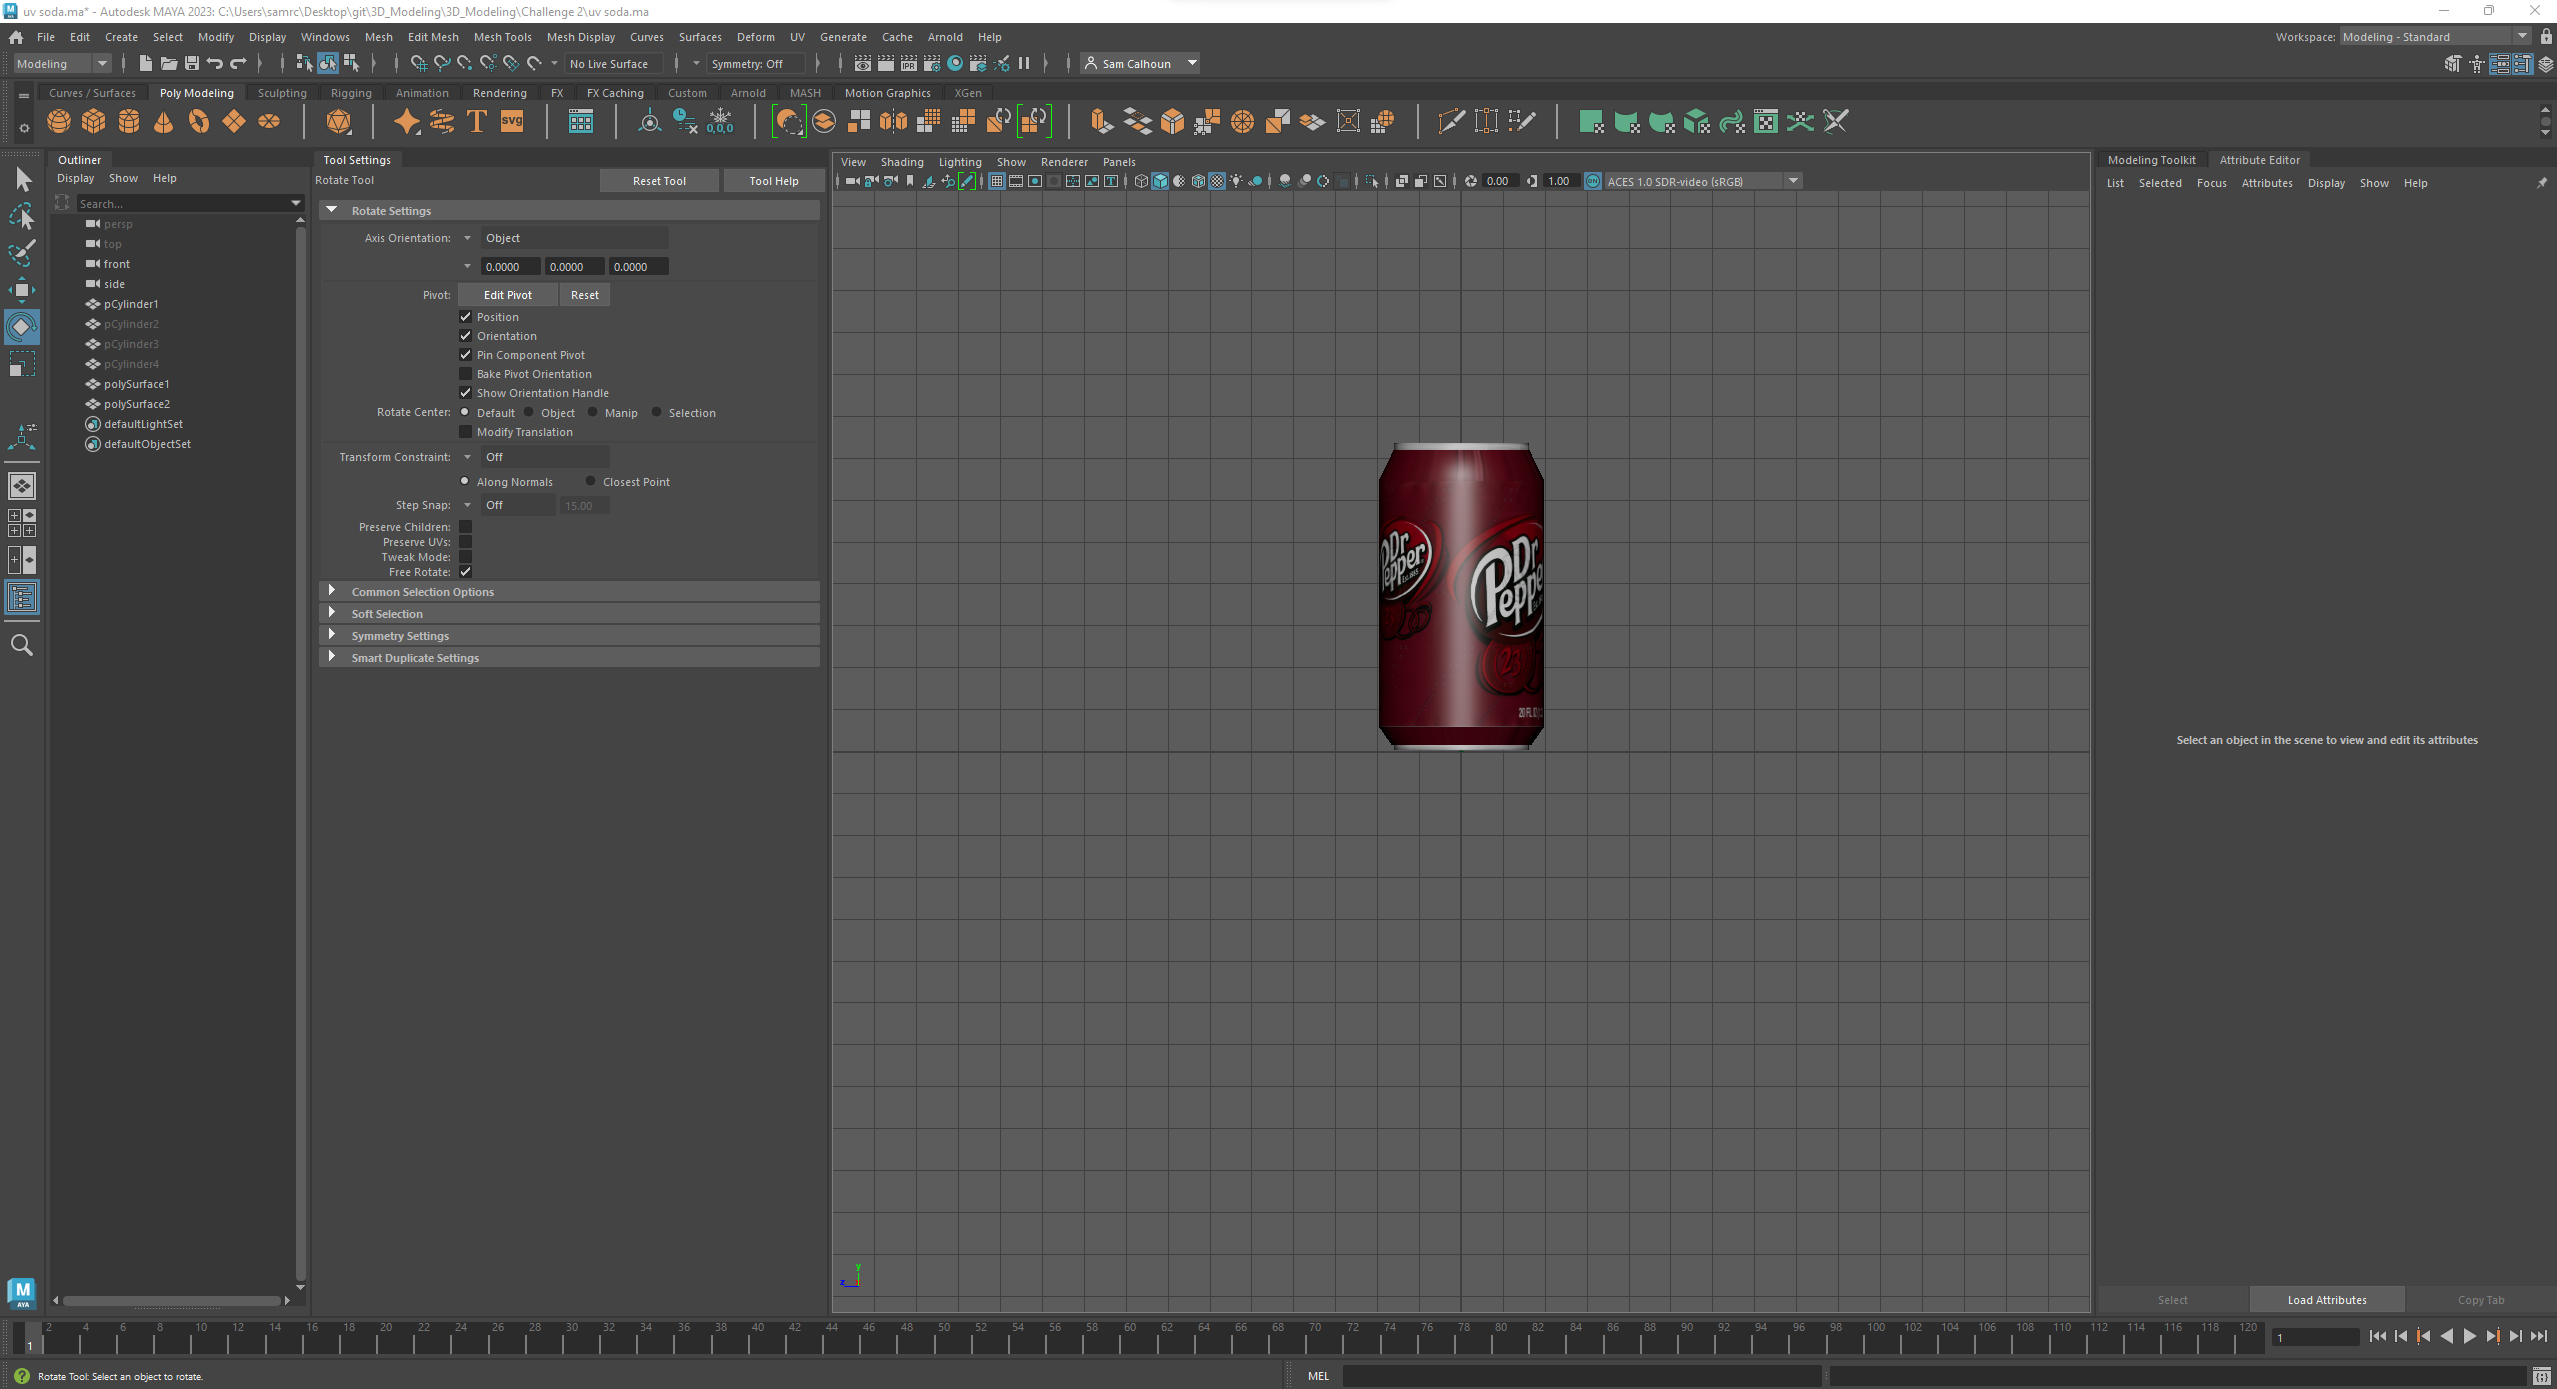 uv soda.ma* - Autodesk MAYA 2023: C:\Users\samrc\Desktop\git\3D_Modeling\3D_Modeling\Challenge 2\uv soda.ma
File Edit Create Select Modify Display Windows Mesh Edit Mesh Mesh Tools Mesh Display Curves Surfaces Deform UV Generate Cache Arnold Help
Workspace: Modeling - Standard
Modeling
No Live Surface
Symmetry: Off
IPR
Sam Calhoun
Curves / Surfaces Poly Modeling Sculpting Rigging Animation Rendering FX FX Caching Custom Arnold MASH Motion Graphics XGen
T
SVG
0,0,0
Outliner
Display Show Help
Search...
persp
top
front
side
pCylinder1
pCylinder2
pCylinder3
pCylinder4
polySurface1
polySurface2
defaultLightSet
defaultObjectSet
Tool Settings
Rotate Tool
Reset Tool
Tool Help
Rotate Settings
Axis Orientation: Object
0.0000 0.0000 0.0000
Pivot: Edit Pivot Reset
Position
Orientation
Pin Component Pivot
Bake Pivot Orientation
Show Orientation Handle
Rotate Center: Default Object Manip Selection
Modify Translation
Transform Constraint: Off
Along Normals Closest Point
Step Snap: Off 15.00
Preserve Children:
Preserve UVs:
Tweak Mode:
Free Rotate:
Common Selection Options
Soft Selection
Symmetry Settings
Smart Duplicate Settings
View Shading Lighting Show Renderer Panels
0.00 1.00 ACES 1.0 SDR-video (sRGB)
Dr
Pepper
23
Dr
Peppe
23
20 FL
y
z
Modeling Toolkit Attribute Editor
List Selected Focus Attributes Display Show Help
Select an object in the scene to view and edit its attributes
Select Load Attributes Copy Tab
M
AYA
2 4 6 8 10 12 14 16 18 20 22 24 26 28 30 32 34 36 38 40 42 44 46 48 50 52 54 56 58 60 62 64 66 68 70 72 74 76 78 80 82 84 86 88 90 92 94 96 98 100 102 104 106 108 110 112 114 116 118 120
1
1
Rotate Tool: Select an object to rotate.
MEL